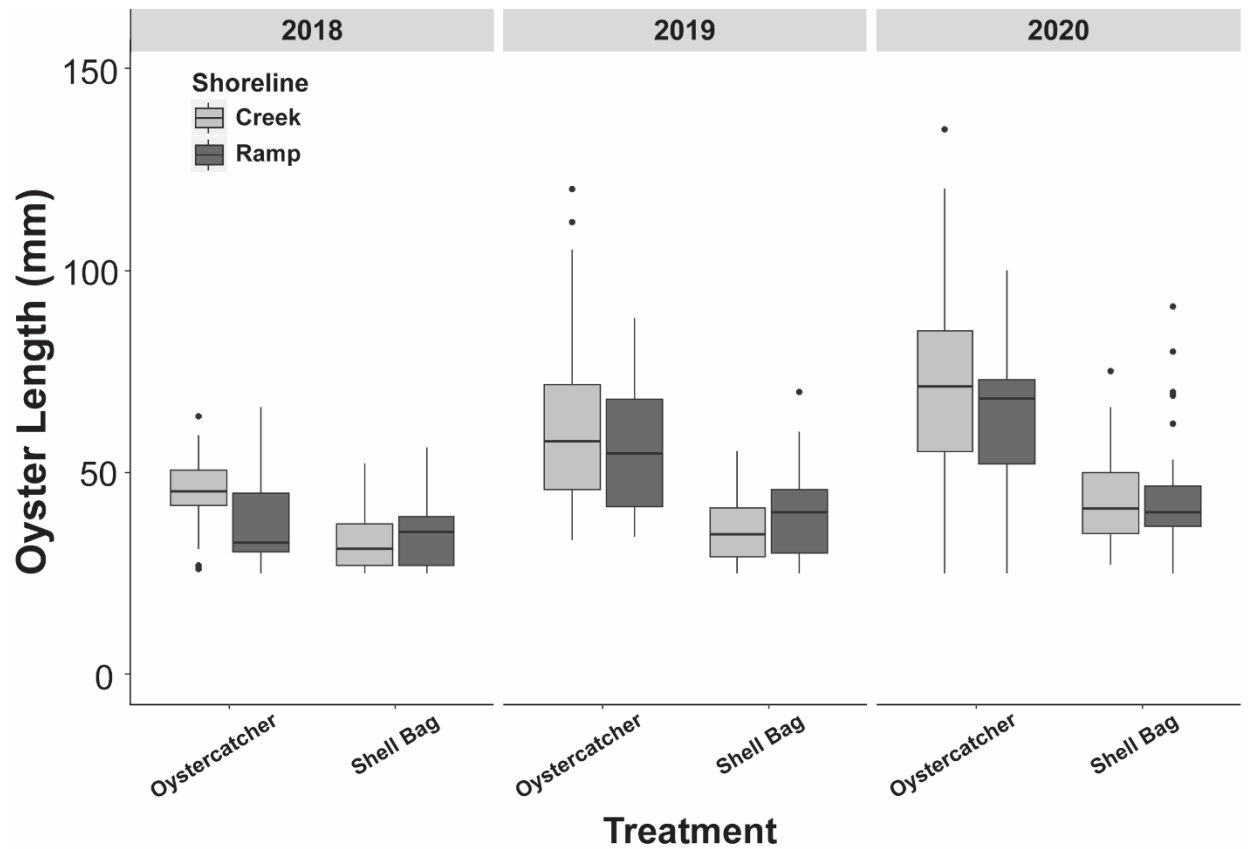 2018
2019
2020
Shoreline
Creek
Ramp
150
100
50
0
Oyster Length (mm)
Oystercatcher
Shell Bag
Oystercatcher
Shell Bag
Oystercatcher
Shell Bag
Treatment